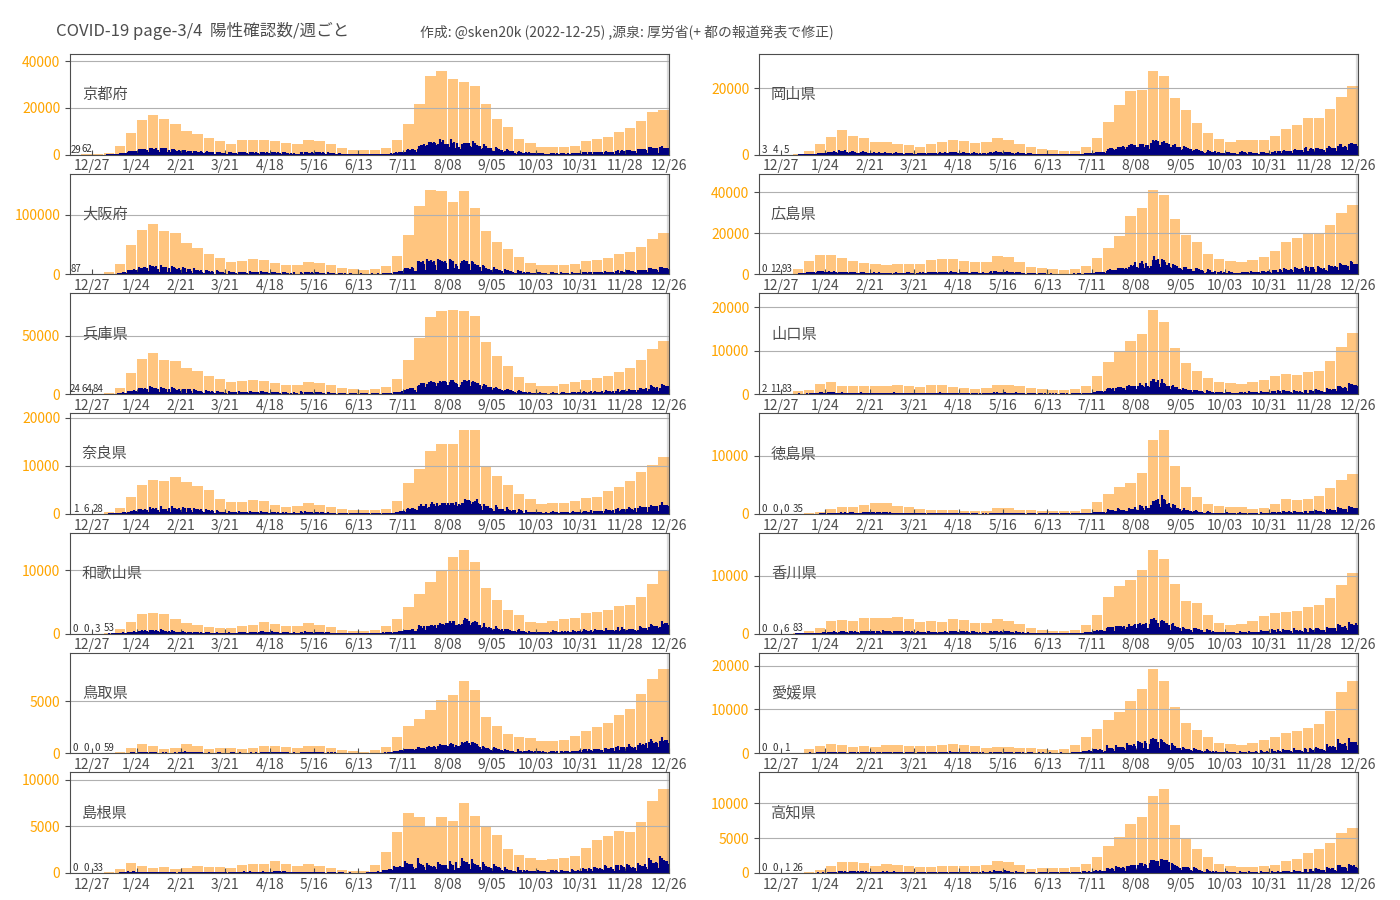 COVID-19 page-3/4 陽性確認数/週ごと
作成: @sken20k (2022-12-25) ,源泉: 厚労省(+ 都の報道発表で修正)
40000
20000
0
京都府
29 62
12/27 1/24 2/21 3/21 4/18 5/16 6/13 7/11 8/08 9/05 10/03 10/31 11/28 12/26
20000
0
岡山県
3 4 5
12/27 1/24 2/21 3/21 4/18 5/16 6/13 7/11 8/08 9/05 10/03 10/31 11/28 12/26
100000
0
大阪府
87
12/27 1/24 2/21 3/21 4/18 5/16 6/13 7/11 8/08 9/05 10/03 10/31 11/28 12/26
40000
20000
0
広島県
0 1293
12/27 1/24 2/21 3/21 4/18 5/16 6/13 7/11 8/08 9/05 10/03 10/31 11/28 12/26
50000
0
兵庫県
24 6484
12/27 1/24 2/21 3/21 4/18 5/16 6/13 7/11 8/08 9/05 10/03 10/31 11/28 12/26
20000
10000
0
山口県
2 1183
12/27 1/24 2/21 3/21 4/18 5/16 6/13 7/11 8/08 9/05 10/03 10/31 11/28 12/26
20000
10000
0
奈良県
1 6 28
12/27 1/24 2/21 3/21 4/18 5/16 6/13 7/11 8/08 9/05 10/03 10/31 11/28 12/26
10000
0
徳島県
0 0 0 35
12/27 1/24 2/21 3/21 4/18 5/16 6/13 7/11 8/08 9/05 10/03 10/31 11/28 12/26
10000
0
和歌山県
0 0 3 53
12/27 1/24 2/21 3/21 4/18 5/16 6/13 7/11 8/08 9/05 10/03 10/31 11/28 12/26
10000
0
香川県
0 0 6 83
12/27 1/24 2/21 3/21 4/18 5/16 6/13 7/11 8/08 9/05 10/03 10/31 11/28 12/26
5000
0
鳥取県
0 0 0 59
12/27 1/24 2/21 3/21 4/18 5/16 6/13 7/11 8/08 9/05 10/03 10/31 11/28 12/26
20000
10000
0
愛媛県
0 0 1
12/27 1/24 2/21 3/21 4/18 5/16 6/13 7/11 8/08 9/05 10/03 10/31 11/28 12/26
10000
5000
0
島根県
0 0 33
12/27 1/24 2/21 3/21 4/18 5/16 6/13 7/11 8/08 9/05 10/03 10/31 11/28 12/26
10000
5000
0
高知県
0 0 1 26
12/27 1/24 2/21 3/21 4/18 5/16 6/13 7/11 8/08 9/05 10/03 10/31 11/28 12/26